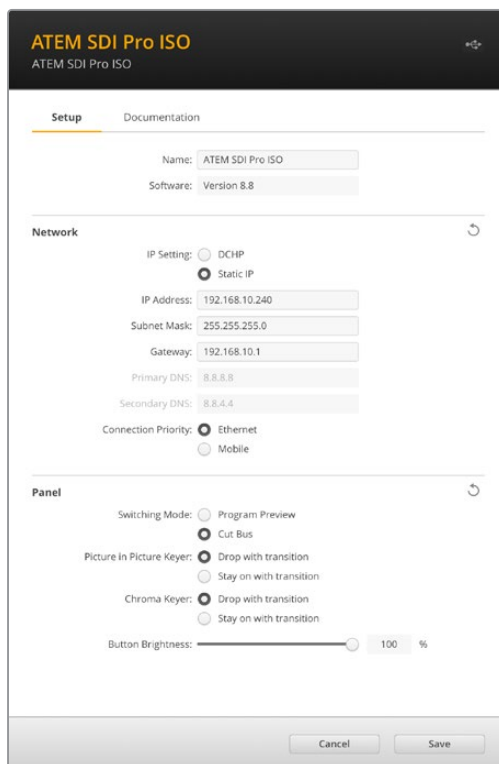 ATEM SDI Pro ISO
ATEM SDI Pro ISO
Setup Documentation
Name: ATEM SDI Pro ISO
Software: Version 8.8
Network
IP Setting: DCHP
Static IP
IP Address: 192.168.10.240
Subnet Mask: 255.255.255.0
Gateway: 192.168.10.1
Primary DNS: 8.8.8.8
Secondary DNS: 8.8.4.4
Connection Priority: Ethernet
Mobile
Panel
Switching Mode: Program Preview
Cut Bus
Picture in Picture Keyer: Drop with transition
Stay on with transition
Chroma Keyer: Drop with transition
Stay on with transition
Button Brightness: 100 %
Cancel Save